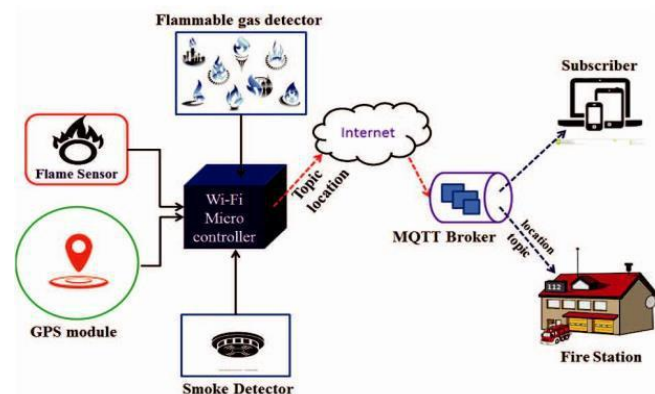 Flammable gas detector
Subscriber
Internet
Flame Sensor
Wi-Fi
Micro
controller
Topic
location
MQTT Broker
location
topic
112
GPS module
Smoke Detector
Fire Station